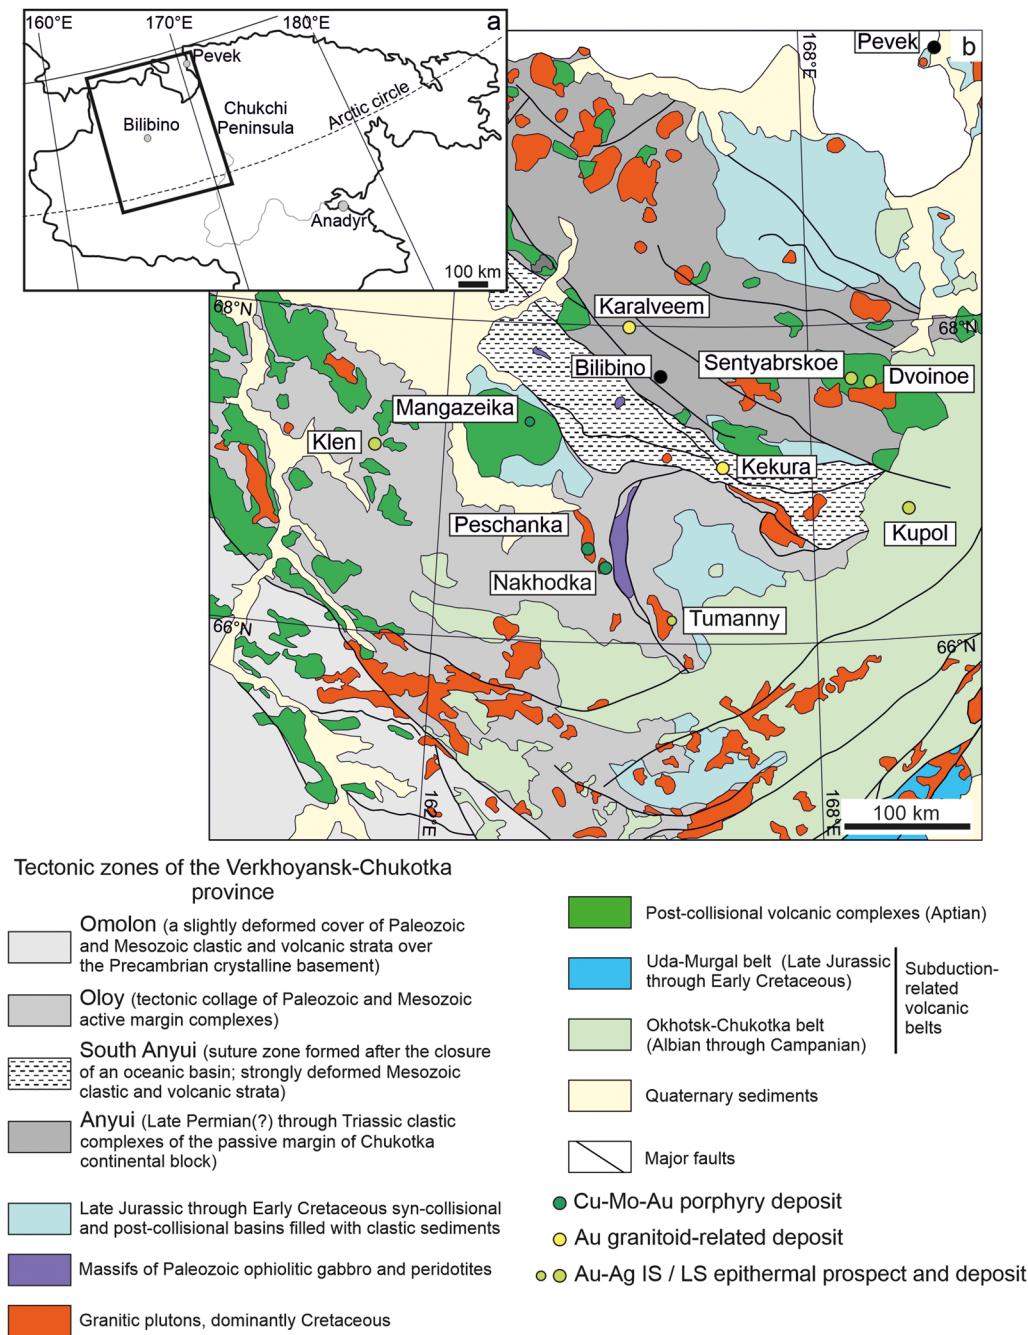 160°E
170°E
180°E
a
Pevek
Bilibino
Chukchi
Peninsula
Arctic circle
Anadyr
100 km
168°E
Pevek
b
68°N
Karalveem
68°N
Bilibino
Sentyabrskoe
Dvoinoe
Mangazeika
Klen
Kekura
Peschanka
Kupol
Nakhodka
Tumanny
66°N
66°N
162°E
168°E
100 km
Tectonic zones of the Verkhoyansk-Chukotka
province
Omolon (a slightly deformed cover of Paleozoic
and Mesozoic clastic and volcanic strata over
the Precambrian crystalline basement)
Oloy (tectonic collage of Paleozoic and Mesozoic
active margin complexes)
South Anyui (suture zone formed after the closure
of an oceanic basin; strongly deformed Mesozoic
clastic and volcanic strata)
Anyui (Late Permian(?) through Triassic clastic
complexes of the passive margin of Chukotka
continental block)
Late Jurassic through Early Cretaceous syn-collisional
and post-collisional basins filled with clastic sediments
Massifs of Paleozoic ophiolitic gabbro and peridotites
Granitic plutons, dominantly Cretaceous
Post-collisional volcanic complexes (Aptian)
Uda-Murgal belt (Late Jurassic
through Early Cretaceous)
Okhotsk-Chukotka belt
(Albian through Campanian)
Subduction-
related
volcanic
belts
Quaternary sediments
Major faults
Cu-Mo-Au porphyry deposit
Au granitoid-related deposit
Au-Ag IS / LS epithermal prospect and deposit